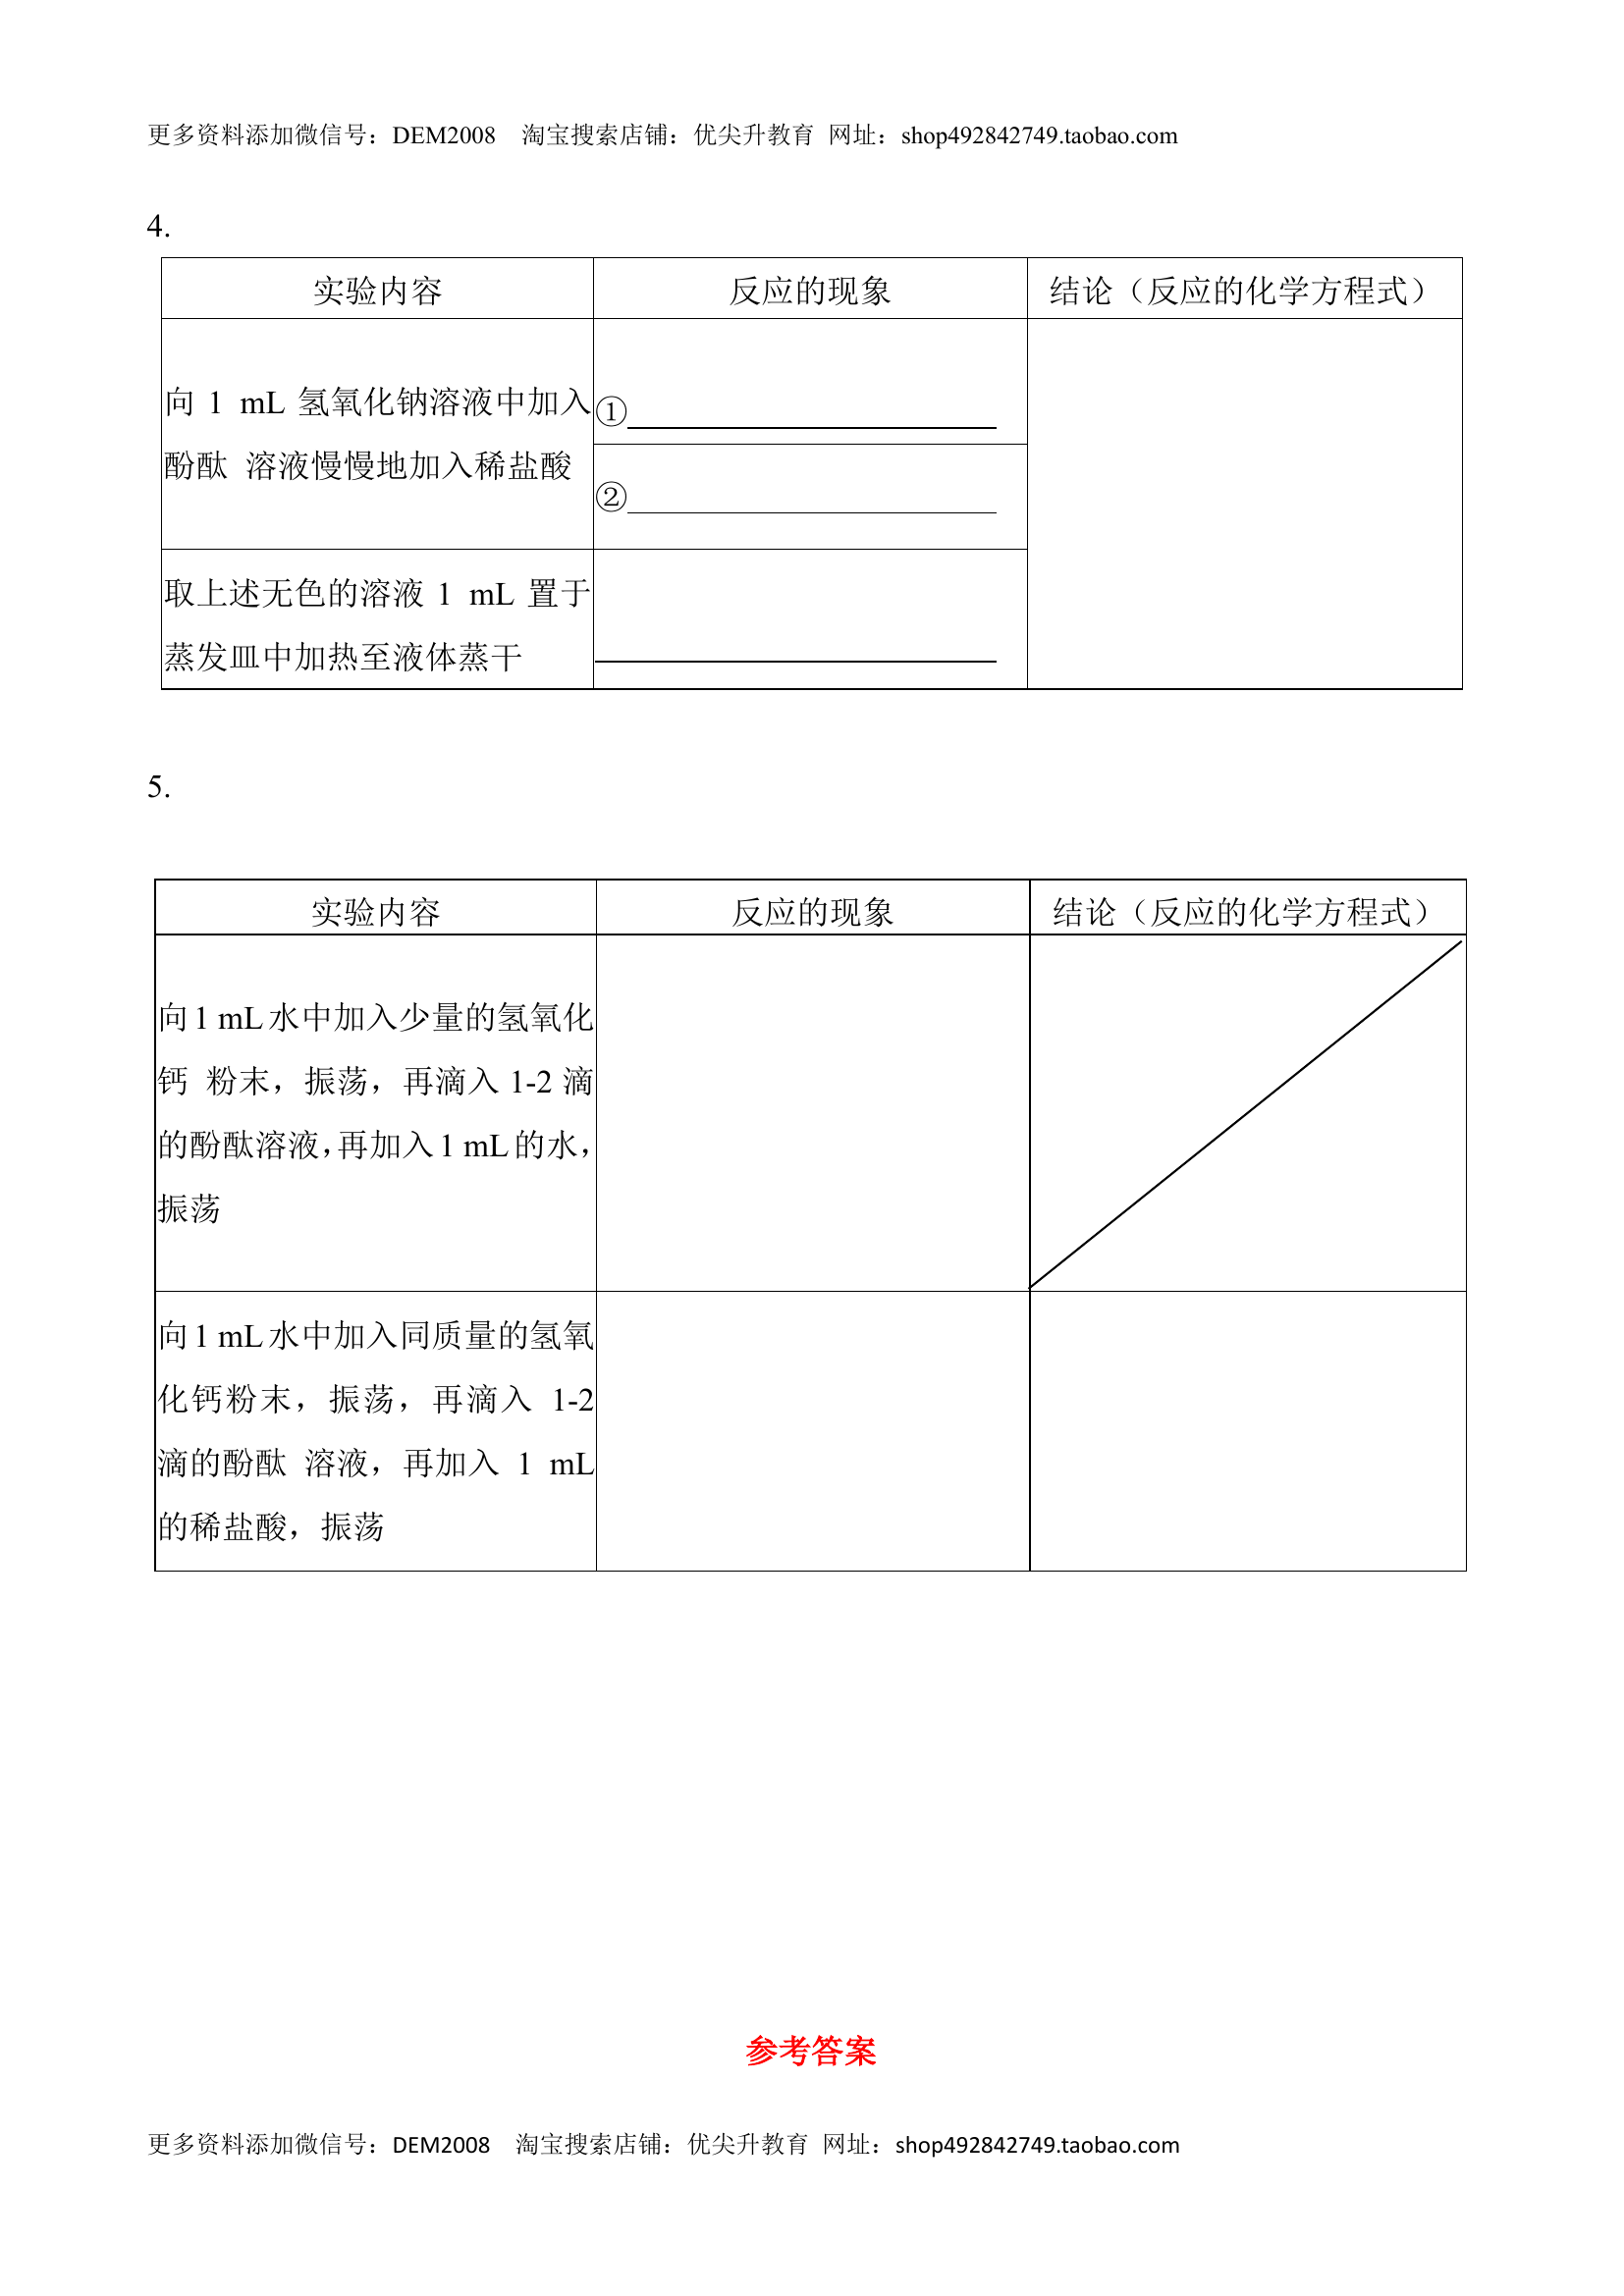 更多资料添加微信号：DEM2008 淘宝搜索店铺：优尖升教育 网址：shop492842749.taobao.com
4.
实验内容
反应的现象
结论（反应的化学方程式）
向 1 mL 氢氧化钠溶液中加入
酚酞 溶液慢慢地加入稀盐酸
①
②
取上述无色的溶液 1 mL 置于
蒸发皿中加热至液体蒸干
5.
实验内容
反应的现象
结论（反应的化学方程式）
向 1 mL 水中加入少量的氢氧化
钙 粉末，振荡，再滴入 1-2 滴
的酚酞溶液，再加入 1 mL 的水，
振荡
向 1 mL 水中加入同质量的氢氧
化钙粉末，振荡，再滴入 1-2
滴的酚酞 溶液，再加入 1 mL
的稀盐酸，振荡
参考答案
更多资料添加微信号：DEM2008 淘宝搜索店铺：优尖升教育 网址：shop492842749.taobao.com